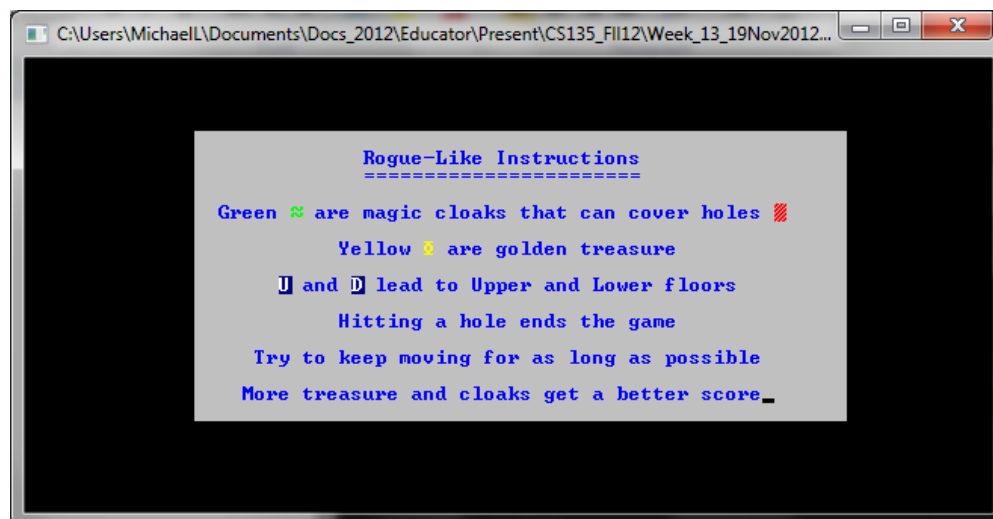 C:\Users\MichaelL\Documents\Docs_2012\Educator\Present\CS135_Fll12\Week_13_19Nov2012...
Rogue-Like Instructions
=======================
Green ≈ are magic cloaks that can cover holes ▒
Yellow Φ are golden treasure
U and D lead to Upper and Lower floors
Hitting a hole ends the game
Try to keep moving for as long as possible
More treasure and cloaks get a better score_